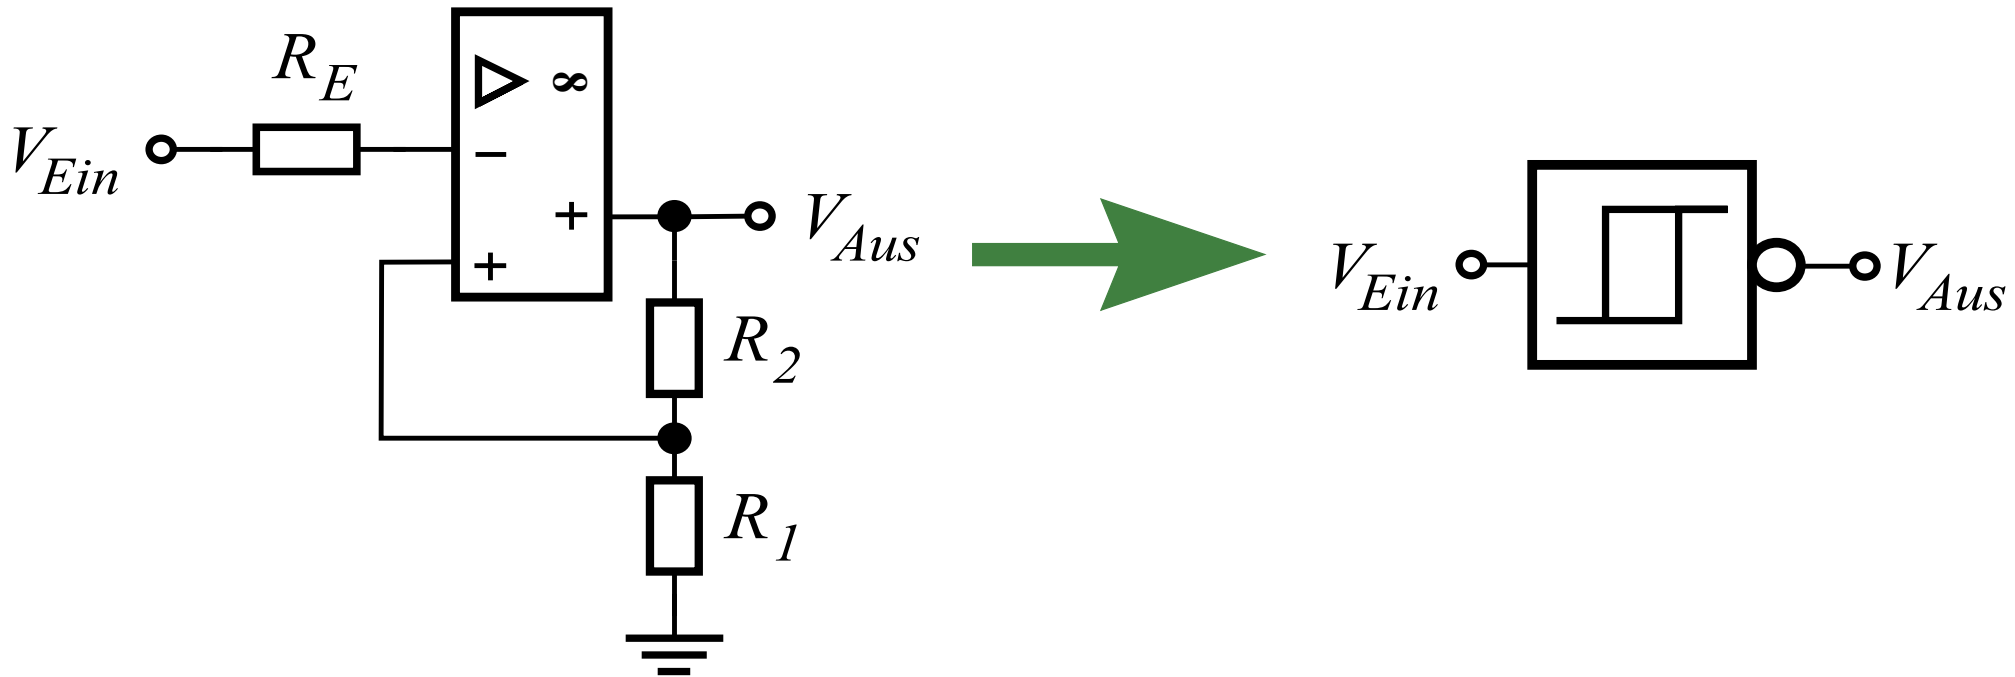 R_E
V_Ein
∞
−
+
+
V_Aus
R_2
R_1
V_Ein
V_Aus